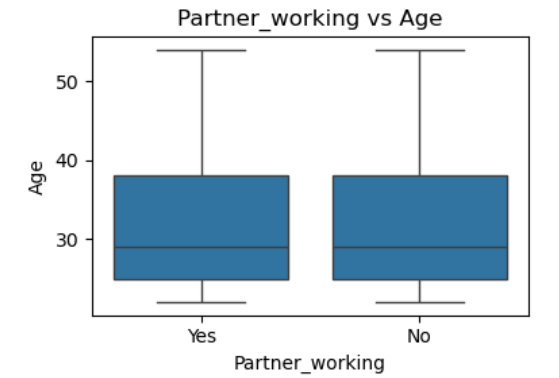 Partner_working vs Age
50
40
30
Age
Yes
No
Partner_working